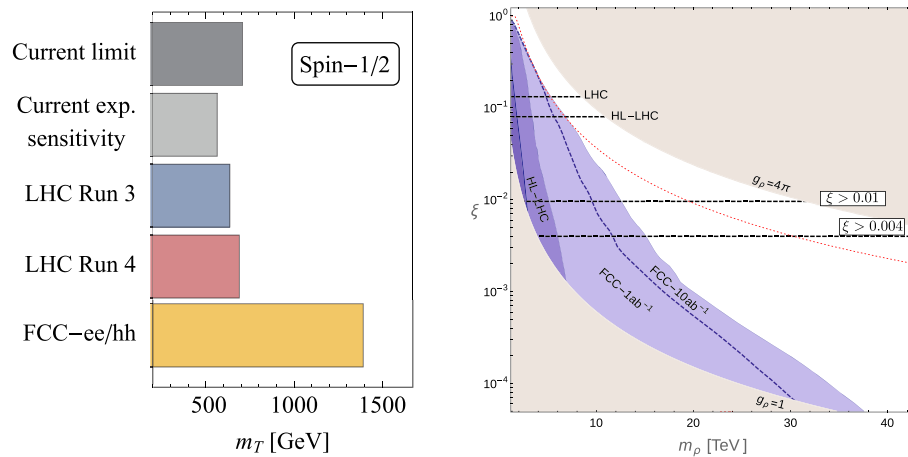 Spin−1/2
Current limit
Current exp.
sensitivity
LHC Run 3
LHC Run 4
FCC−ee/hh
500
1000
1500
m_T [GeV]
10^0
10^-1
10^-2
10^-3
10^-4
ξ
LHC
HL−LHC
g_ρ=4π
ξ > 0.01
ξ > 0.004
HL−LHC
FCC−1ab^-1
FCC−10ab^-1
g_ρ=1
10
20
30
40
m_ρ [TeV]